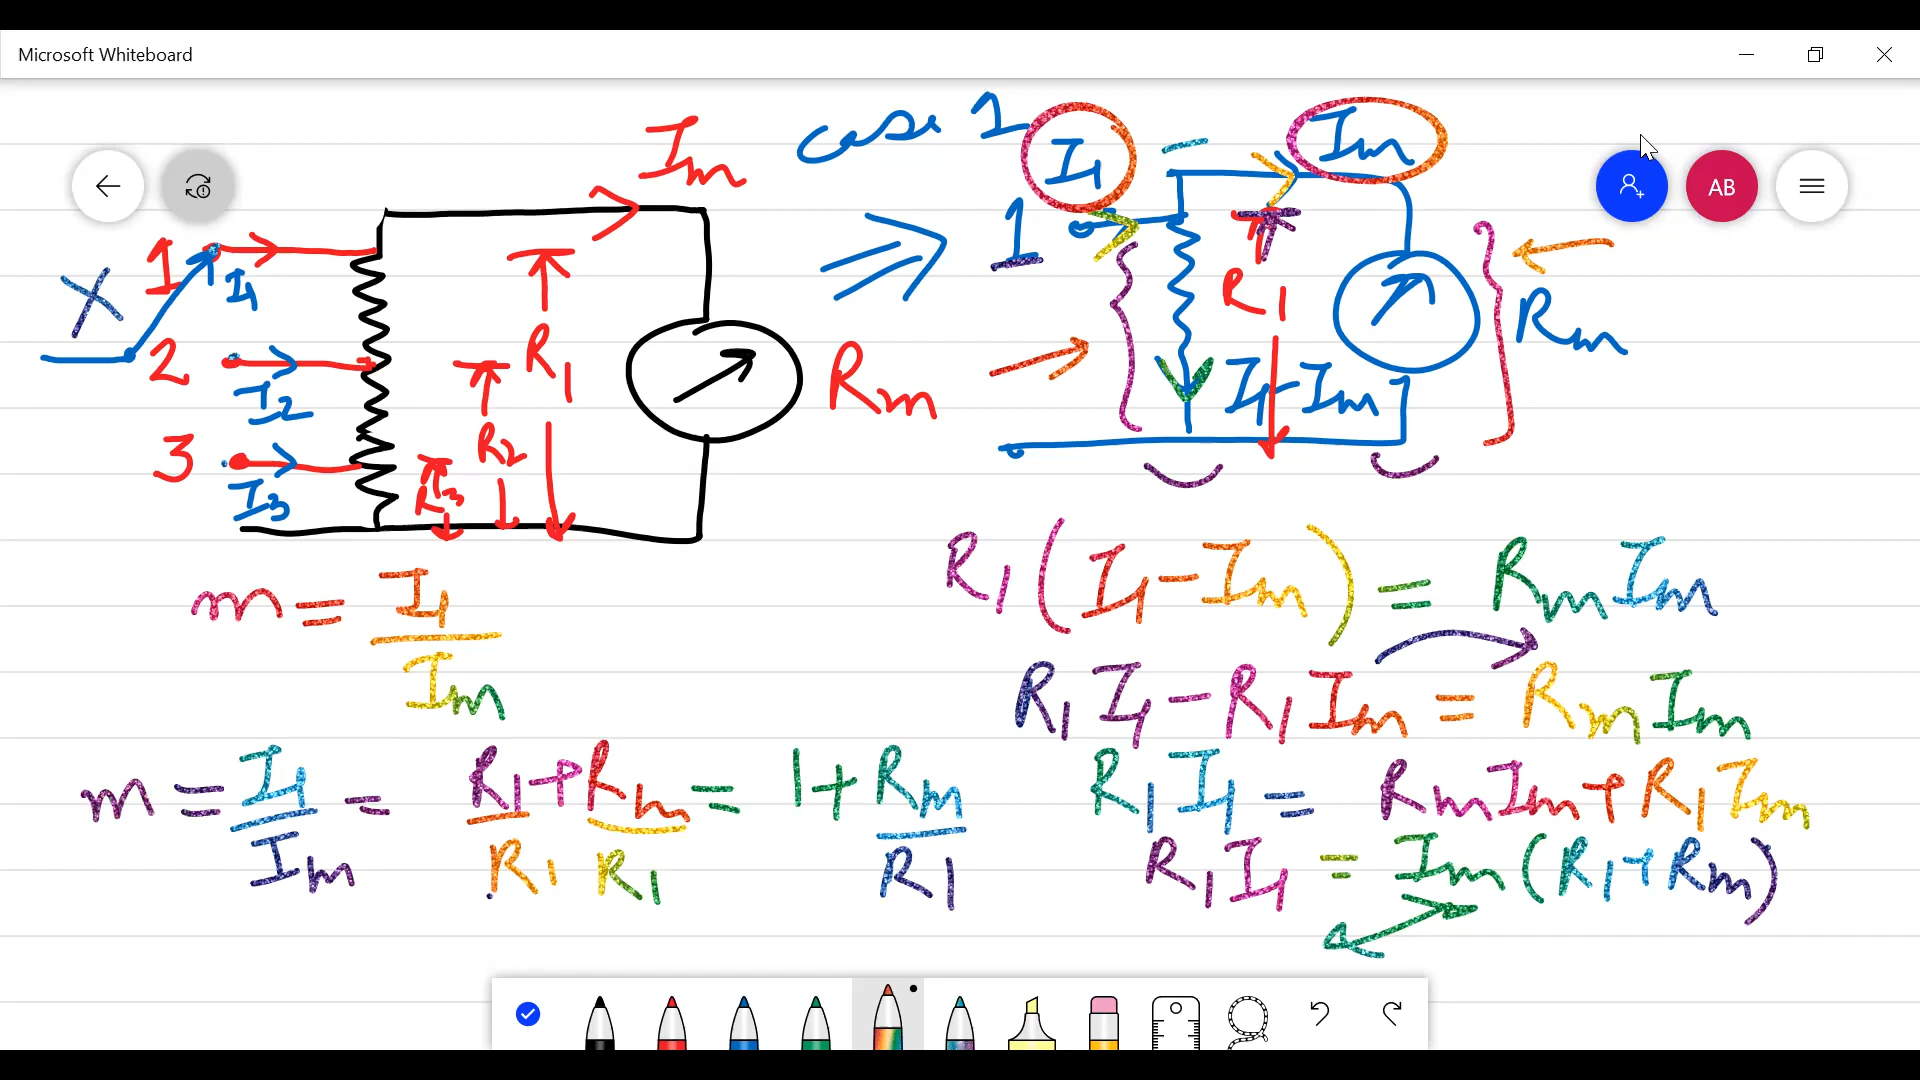 Microsoft Whiteboard
AB
case 1
I1
Im
X
1
I1
2
I2
3
I3
Im
R1
R2
R3
Rm
1
R1
I1-Im
Rm
m = I1/Im
m = I1/Im = R1/R1 + Rm/R1 = 1 + Rm/R1
R1(I1-Im) = RmIm
R1I1 - R1Im = RmIm
R1I1 = RmIm + R1Im
R1I1 = Im(R1+Rm)